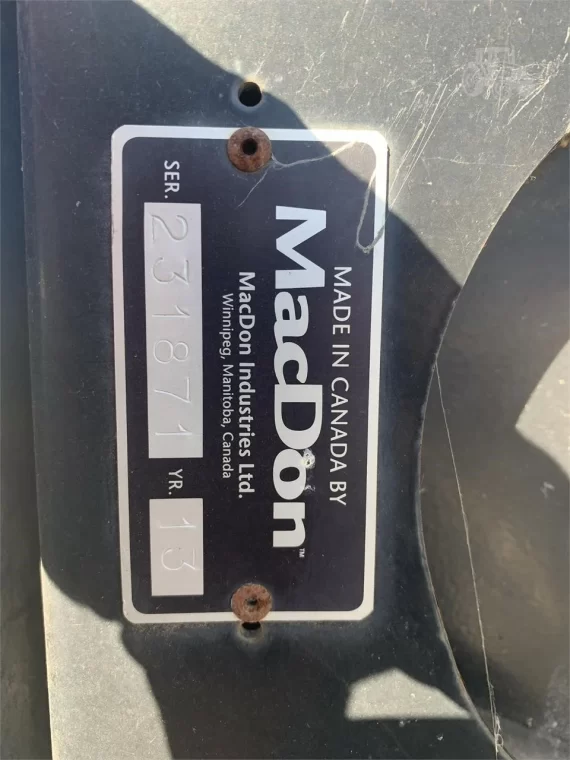 MADE IN CANADA BY
MacDon™
MacDon Industries Ltd.
Winnipeg, Manitoba, Canada
SER. 231871 YR. 13